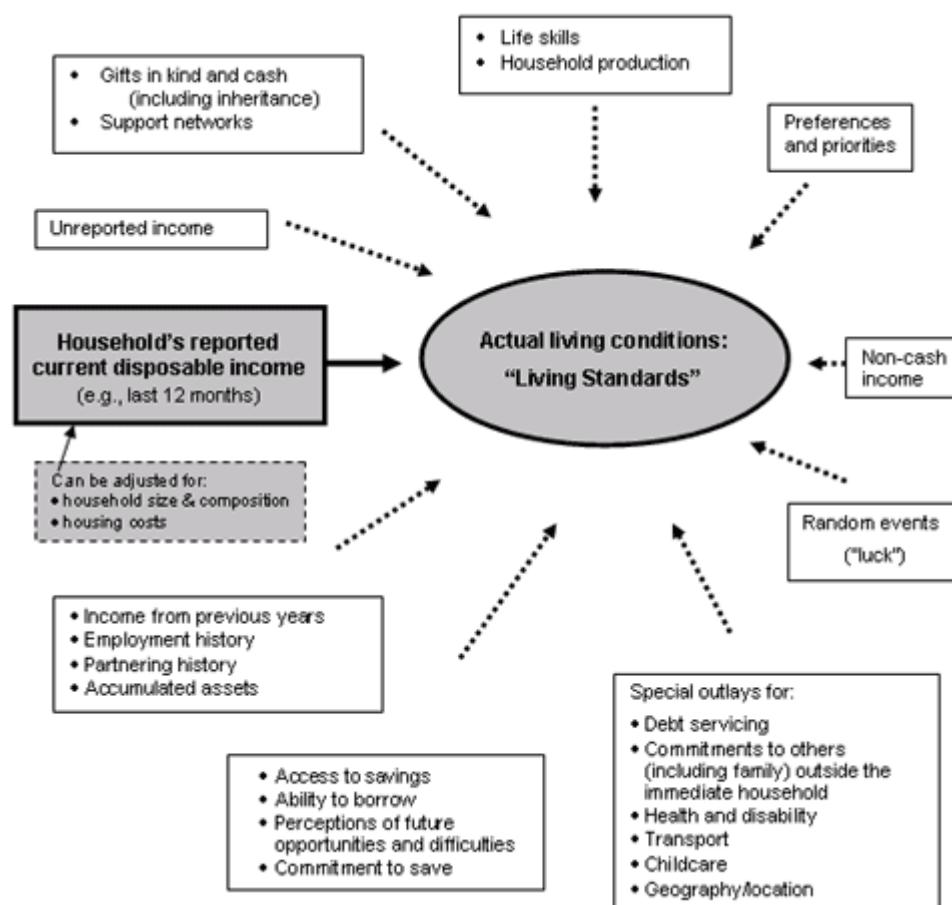 • Life skills
• Household production
• Gifts in kind and cash
(including inheritance)
• Support networks
Preferences
and priorities
Unreported income
Household's reported
current disposable income
(e.g., last 12 months)
Actual living conditions:
“Living Standards”
Non-cash
income
Can be adjusted for:
• household size & composition
• housing costs
Random events
("luck")
• Income from previous years
• Employment history
• Partnering history
• Accumulated assets
Special outlays for:
• Debt servicing
• Commitments to others
(including family) outside the
immediate household
• Health and disability
• Transport
• Childcare
• Geography/location
• Access to savings
• Ability to borrow
• Perceptions of future
opportunities and difficulties
• Commitment to save